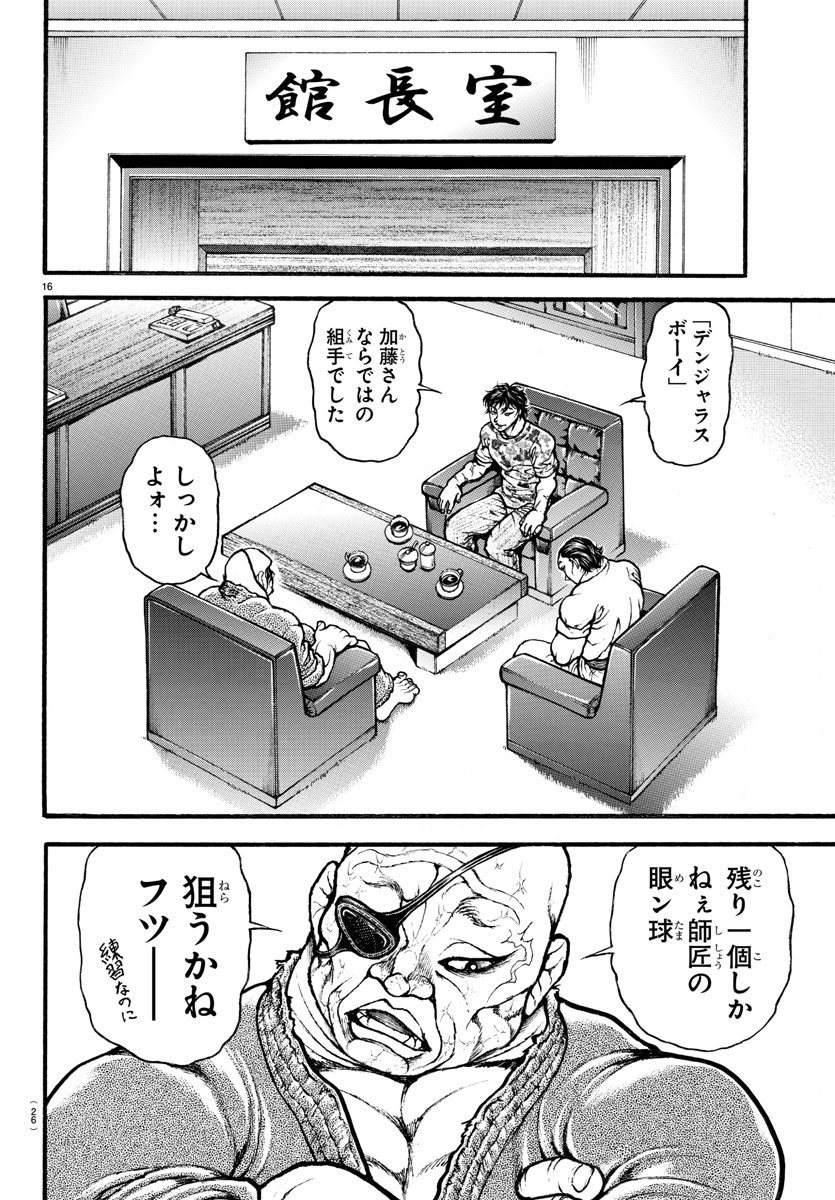 館長室
16
「デンジャラス
ボーイ」
加藤さん
ならではの
組手でした
しっかし
よォ…
残り一個しか
ねぇ師匠の
眼ン球
狙うかね
フツ――
練習なのに
(26)